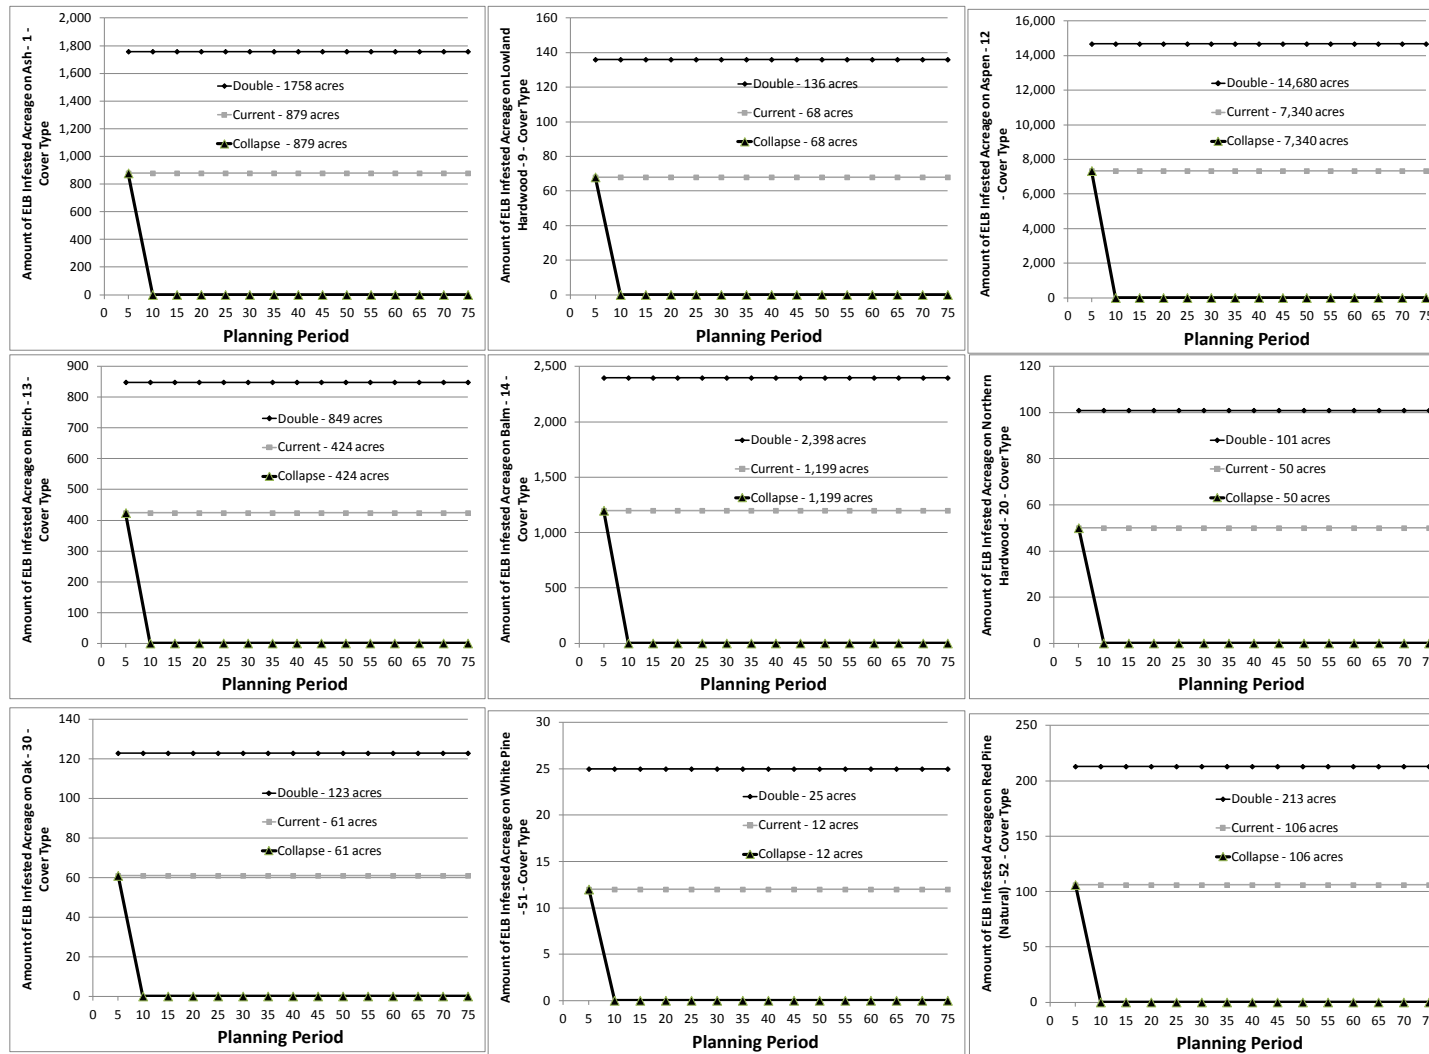 Amount of ELB Infested Acreage on Ash - 1 -
Cover Type
2,000
1,800
1,600
1,400
1,200
1,000
800
600
400
200
0
Double - 1758 acres
Current - 879 acres
Collapse - 879 acres
0 5 10 15 20 25 30 35 40 45 50 55 60 65 70 75
Planning Period
Amount of ELB Infested Acreage on Lowland
Hardwood - 9 - Cover Type
160
140
120
100
80
60
40
20
0
Double - 136 acres
Current - 68 acres
Collapse - 68 acres
0 5 10 15 20 25 30 35 40 45 50 55 60 65 70 75
Planning Period
Amount of ELB Infested Acreage on Aspen - 12
- Cover Type
16,000
14,000
12,000
10,000
8,000
6,000
4,000
2,000
0
Double - 14,680 acres
Current - 7,340 acres
Collapse - 7,340 acres
0 5 10 15 20 25 30 35 40 45 50 55 60 65 70 75
Planning Period
Amount of ELB Infested Acreage on Birch - 13 -
Cover Type
900
800
700
600
500
400
300
200
100
0
Double - 849 acres
Current - 424 acres
Collapse - 424 acres
0 5 10 15 20 25 30 35 40 45 50 55 60 65 70 75
Planning Period
Amount of ELB Infested Acreage on Balm - 14 -
Cover Type
2,500
2,000
1,500
1,000
500
0
Double - 2,398 acres
Current - 1,199 acres
Collapse - 1,199 acres
0 5 10 15 20 25 30 35 40 45 50 55 60 65 70 75
Planning Period
Amount of ELB Infested Acreage on Northern
Hardwood - 20 - Cover Type
120
100
80
60
40
20
0
Double - 101 acres
Current - 50 acres
Collapse - 50 acres
0 5 10 15 20 25 30 35 40 45 50 55 60 65 70 75
Planning Period
Amount of ELB Infested Acreage on Oak - 30 -
Cover Type
140
120
100
80
60
40
20
0
Double - 123 acres
Current - 61 acres
Collapse - 61 acres
0 5 10 15 20 25 30 35 40 45 50 55 60 65 70 75
Planning Period
Amount of ELB Infested Acreage on White Pine
-51 - Cover Type
30
25
20
15
10
5
0
Double - 25 acres
Current - 12 acres
Collapse - 12 acres
0 5 10 15 20 25 30 35 40 45 50 55 60 65 70 75
Planning Period
Amount of ELB Infested Acreage on Red Pine
(Natural) - 52 - Cover Type
250
200
150
100
50
0
Double - 213 acres
Current - 106 acres
Collapse - 106 acres
0 5 10 15 20 25 30 35 40 45 50 55 60 65 70 75
Planning Period